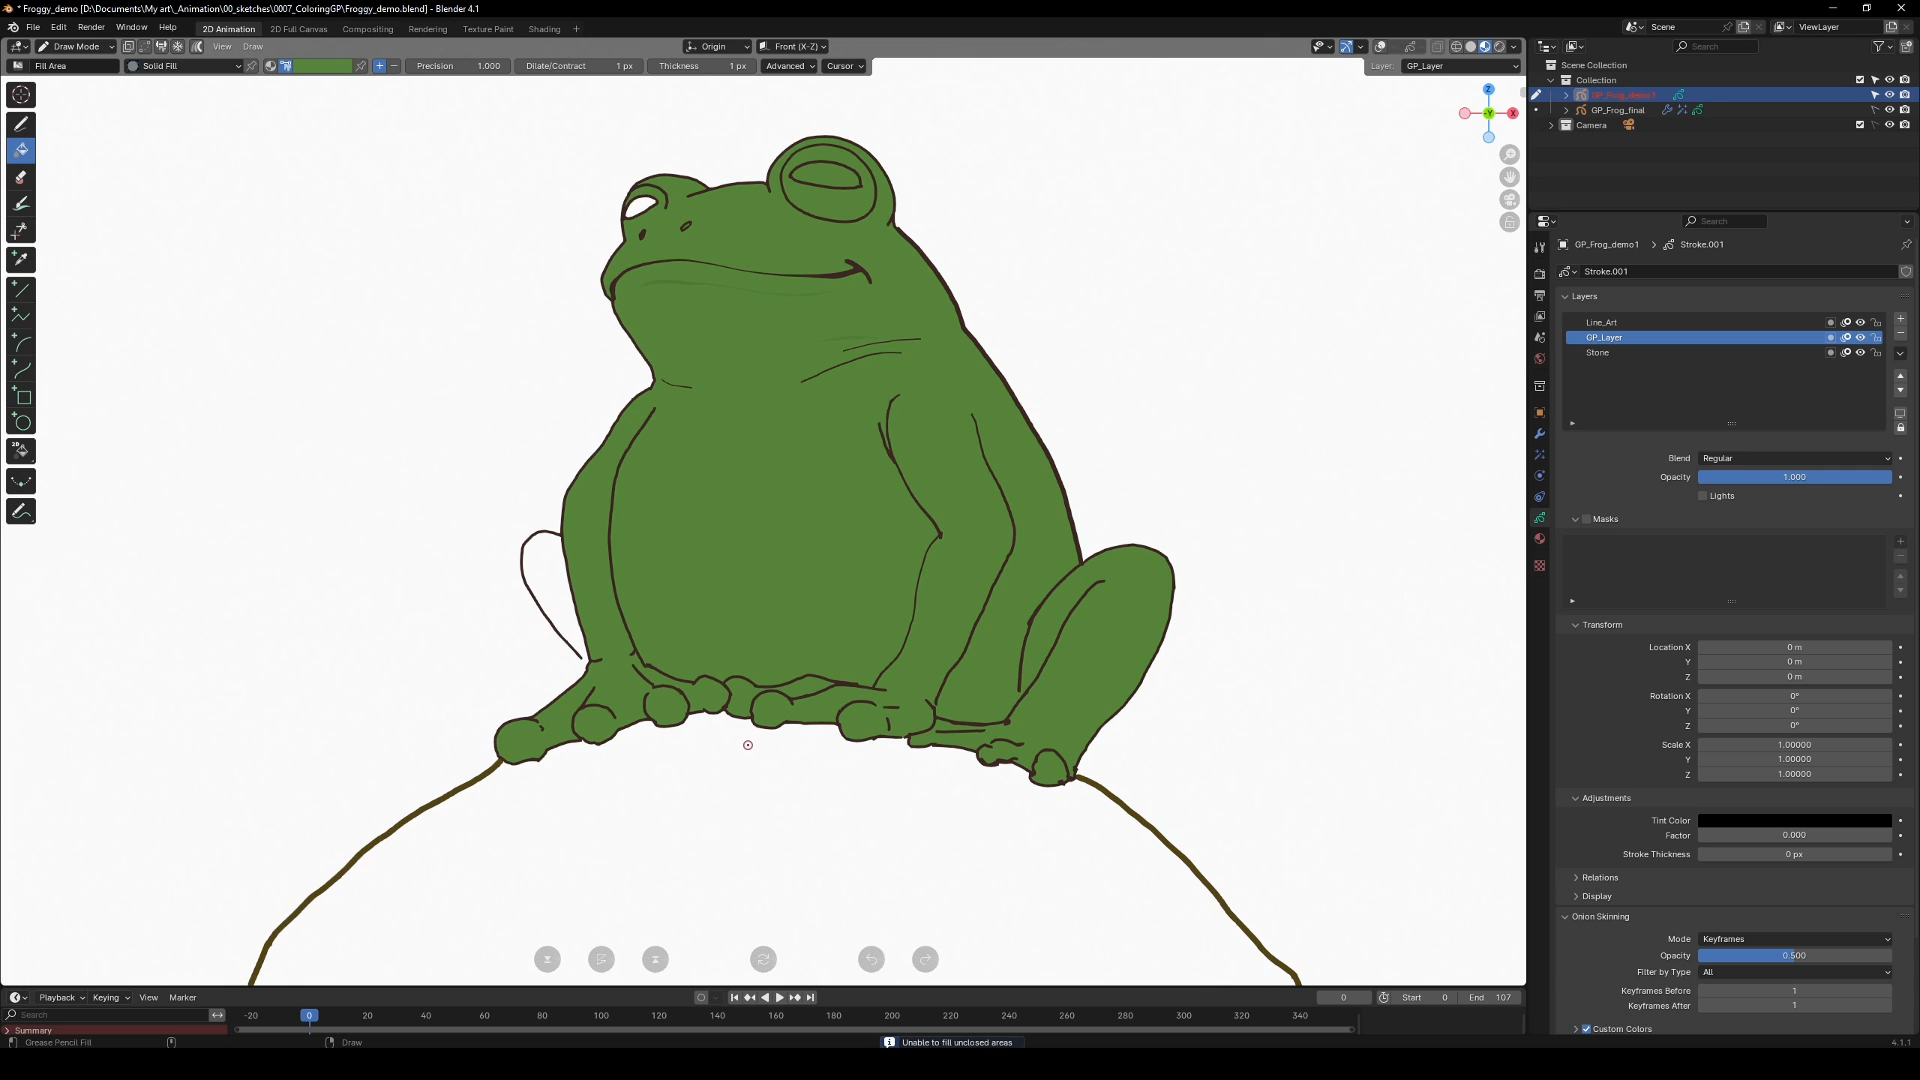 * Froggy_demo [D:\Documents\My art\_Animation\00_sketches\0007_ColoringGP\Froggy_demo.blend] - Blender 4.1
File Edit Render Window Help 2D Animation 2D Full Canvas Compositing Rendering Texture Paint Shading + Scene ViewLayer
Draw Mode View Draw Origin Front (X-Z) Search
Fill Area Solid Fill Precision 1.000 Dilate/Contract 1 px Thickness 1 px Advanced Cursor Layer: GP_Layer
Scene Collection
Collection
GP_Frog_demo1
GP_Frog_final
Camera
Z
-Y X
Search
GP_Frog_demo1 > Stroke.001
Stroke.001
Layers
Line_Art
GP_Layer
Stone
Blend Regular
Opacity 1.000
Lights
Masks
Transform
Location X 0 m
Y 0 m
Z 0 m
Rotation X 0°
Y 0°
Z 0°
Scale X 1.00000
Y 1.00000
Z 1.00000
Adjustments
Tint Color
Factor 0.000
Stroke Thickness 0 px
Relations
Display
Onion Skinning
Mode Keyframes
Opacity 0.500
Filter by Type All
Keyframes Before 1
Keyframes After 1
Custom Colors
Playback Keying View Marker 0 Start 0 End 107
Search -20 0 20 40 60 80 100 120 140 160 180 200 220 240 260 280 300 320 340
Summary
Grease Pencil Fill Draw Unable to fill unclosed areas 4.1.1